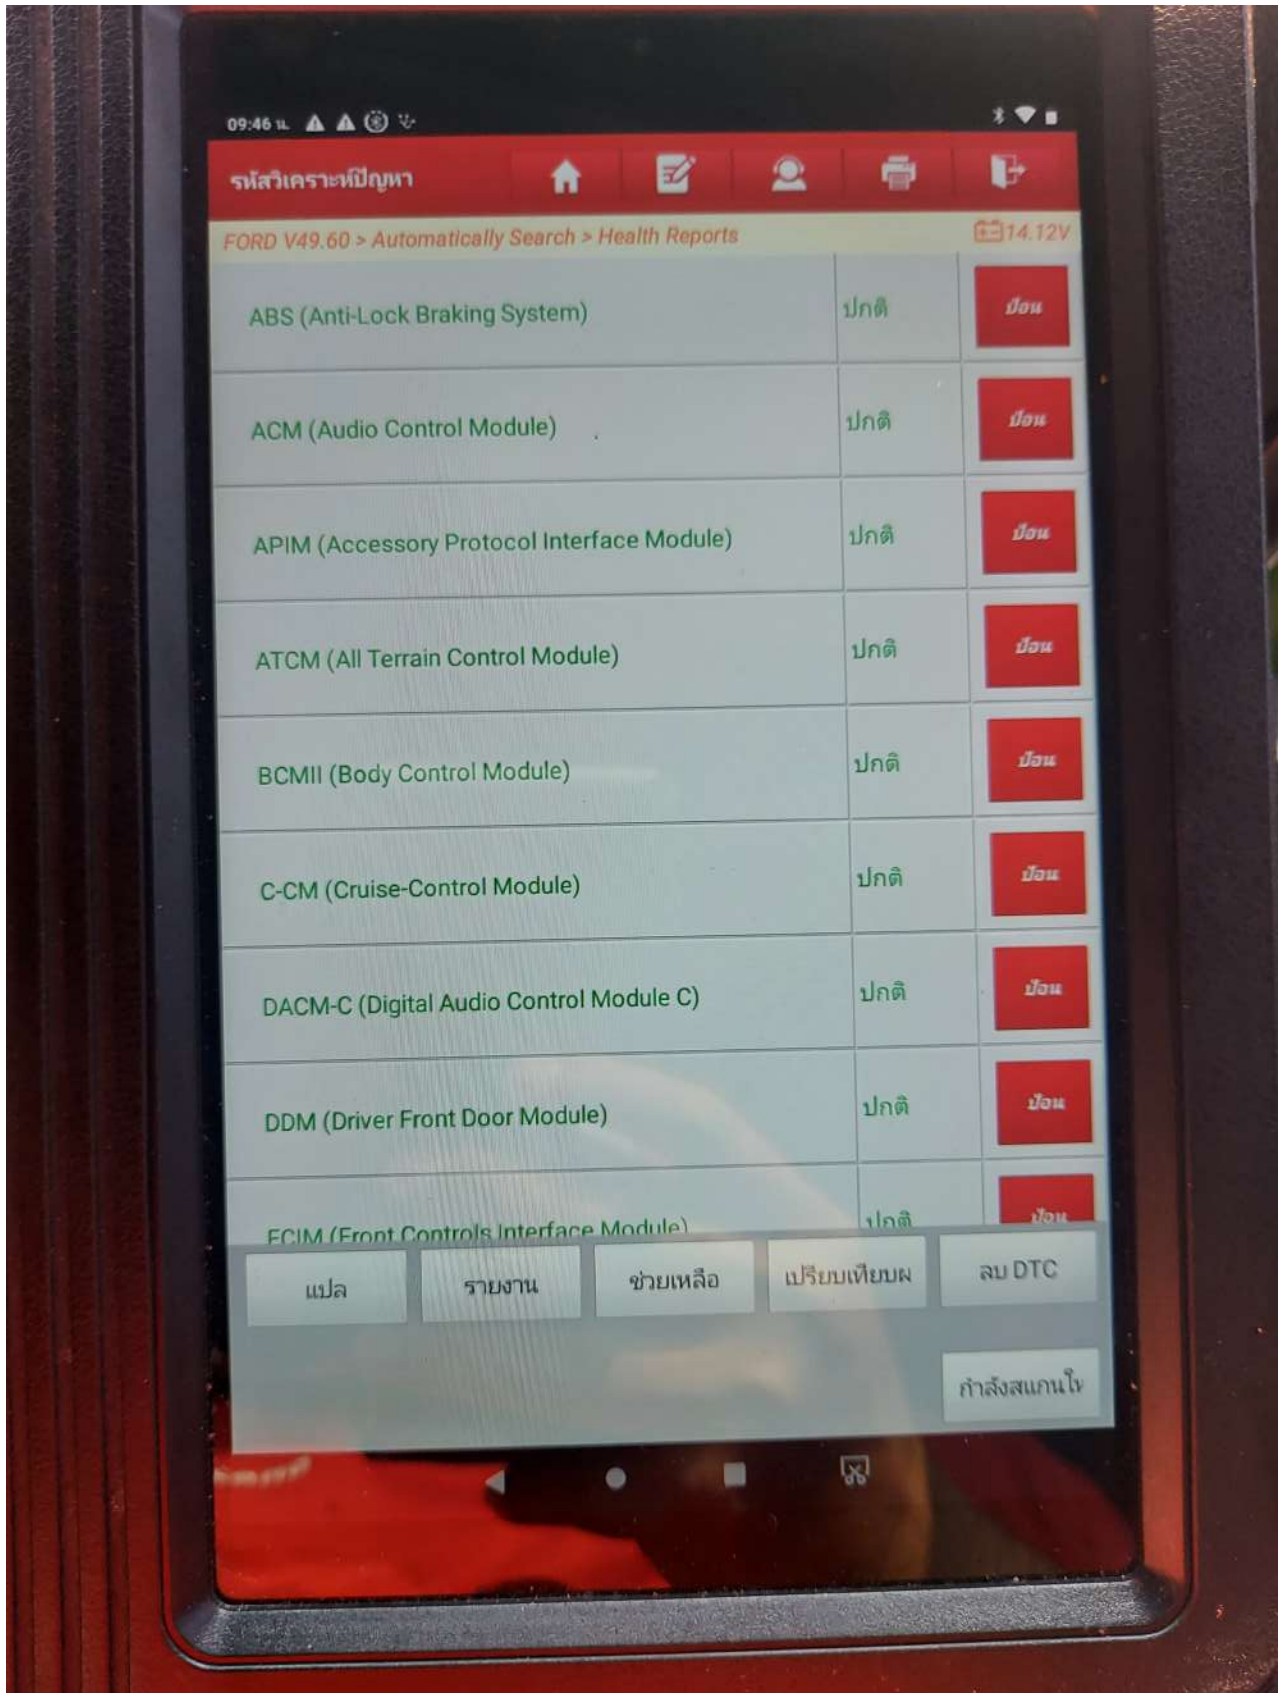 09:46 น.
รหัสวิเคราะห์ปัญหา
FORD V49.60 > Automatically Search > Health Reports 14.12V
ABS (Anti-Lock Braking System) ปกติ ป้อน
ACM (Audio Control Module) ปกติ ป้อน
APIM (Accessory Protocol Interface Module) ปกติ ป้อน
ATCM (All Terrain Control Module) ปกติ ป้อน
BCMII (Body Control Module) ปกติ ป้อน
C-CM (Cruise-Control Module) ปกติ ป้อน
DACM-C (Digital Audio Control Module C) ปกติ ป้อน
DDM (Driver Front Door Module) ปกติ ป้อน
FCIM (Front Controls Interface Module) ปกติ ป้อน
แปล รายงาน ช่วยเหลือ เปรียบเทียบผ ลบ DTC
กำลังสแกนให